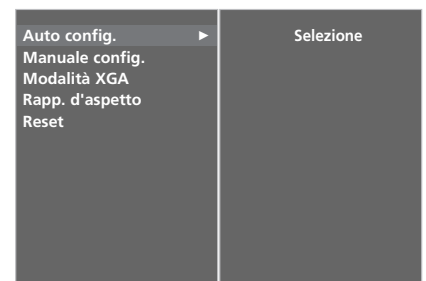 Auto config. ►
Selezione
Manuale config.
Modalità XGA
Rapp. d'aspetto
Reset